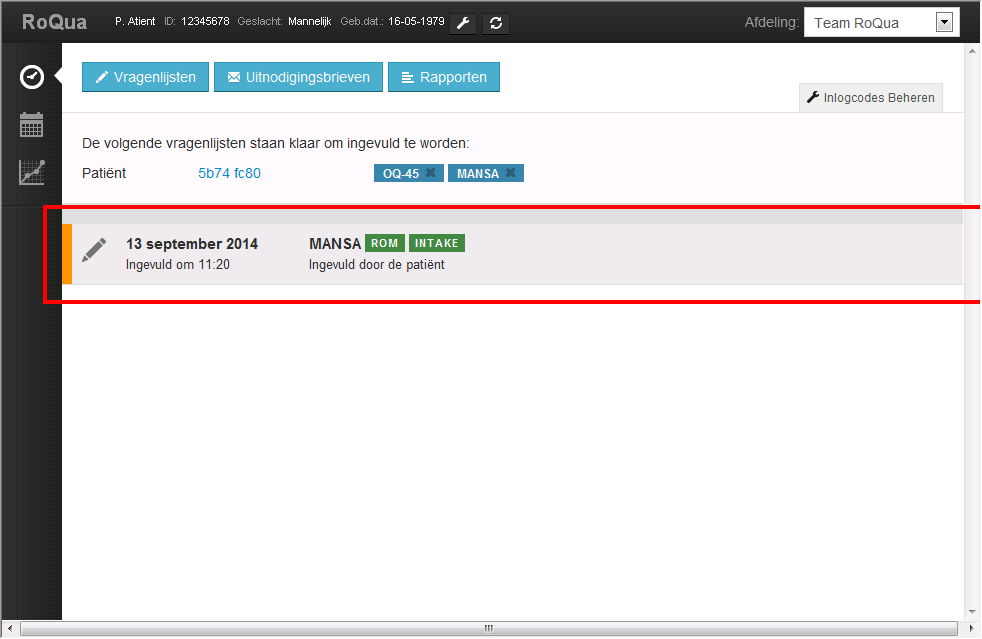 RoQua P. Atient ID: 12345678 Geslacht: Mannelijk Geb.dat.: 16-05-1979 Afdeling: Team RoQua
Vragenlijsten Uitnodigingsbrieven Rapporten
Inlogcodes Beheren
De volgende vragenlijsten staan klaar om ingevuld te worden:
Patiënt 5b74 fc80 OQ-45 MANSA
13 september 2014 MANSA ROM INTAKE
Ingevuld om 11:20 Ingevuld door de patiënt